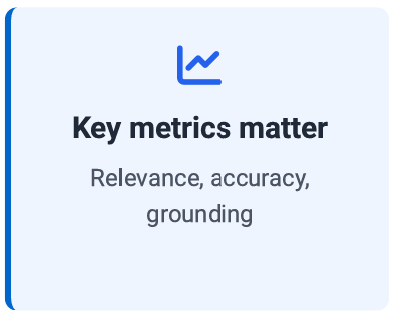 Key metrics matter
Relevance, accuracy,
grounding